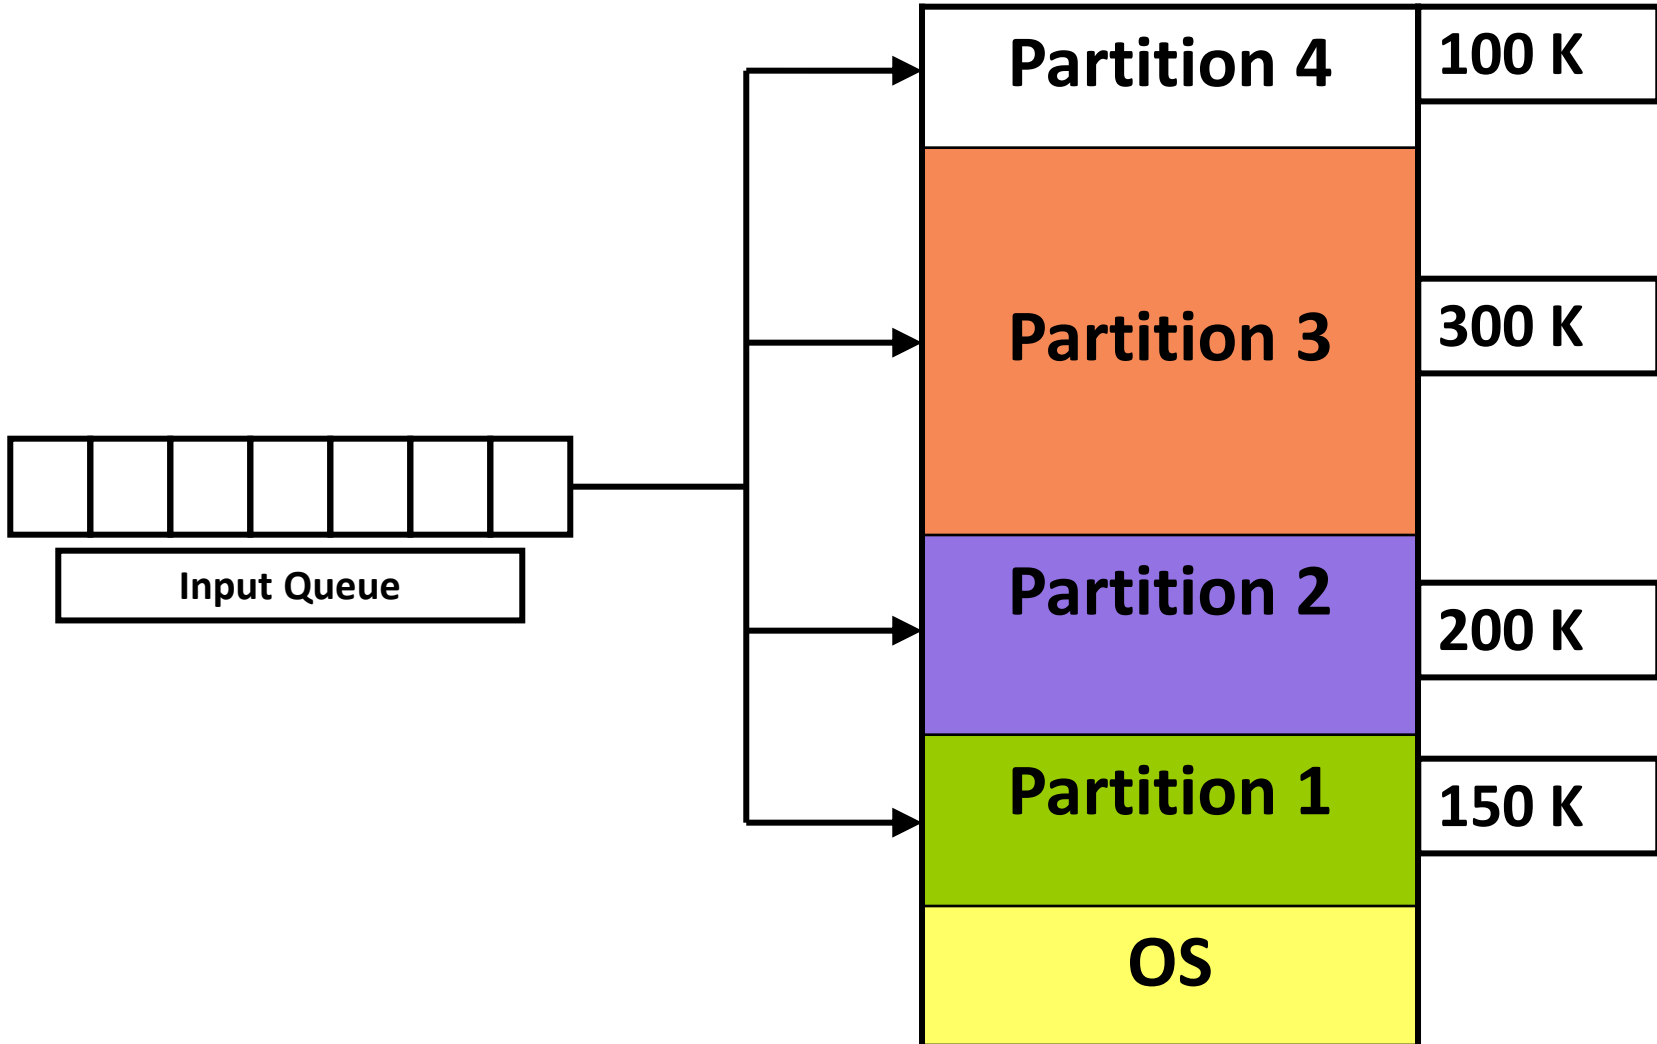 Partition 4
100 K
Partition 3
300 K
Input Queue
Partition 2
200 K
Partition 1
150 K
OS